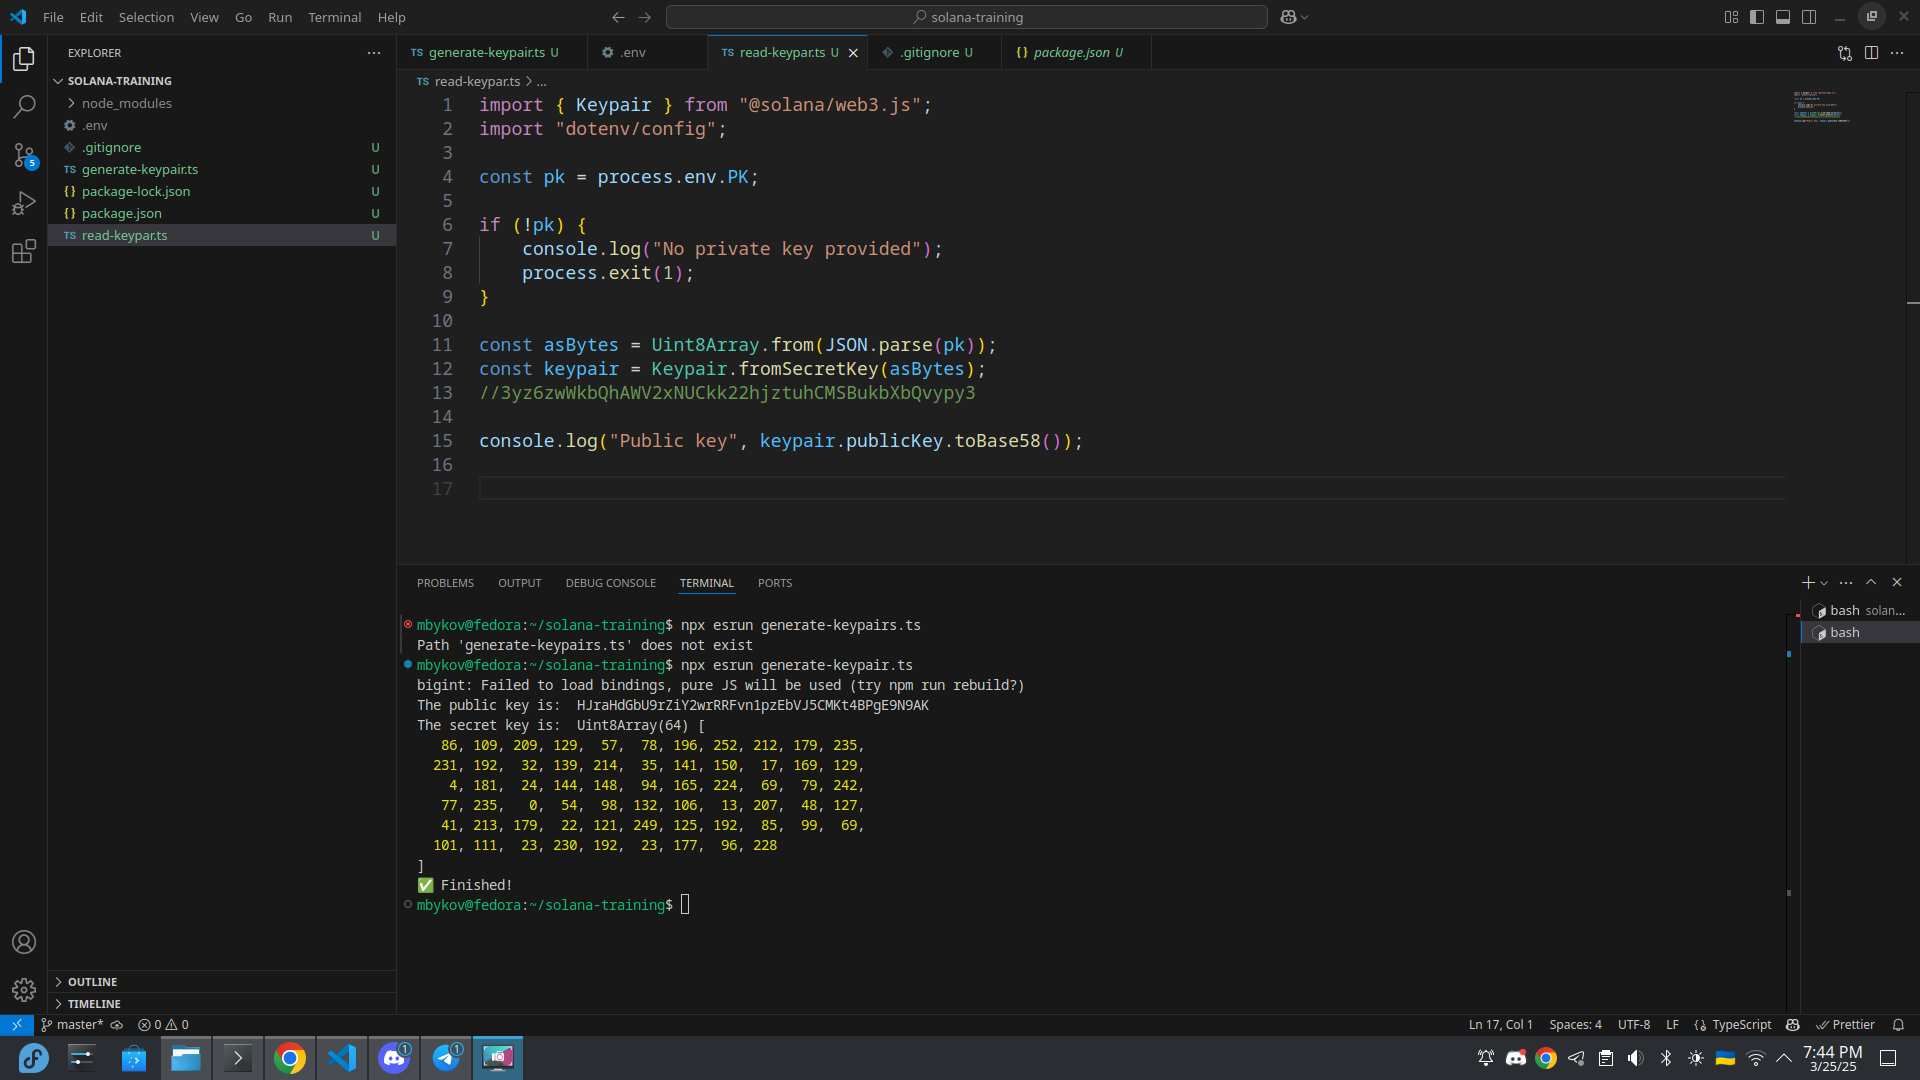 File Edit Selection View Go Run Terminal Help
solana-training
EXPLORER
SOLANA-TRAINING
node_modules
.env
.gitignore U
generate-keypair.ts U
package-lock.json U
package.json U
read-keypar.ts U
OUTLINE
TIMELINE
generate-keypair.ts U .env read-keypar.ts U .gitignore U package.json U
read-keypar.ts > ...
1 import { Keypair } from "@solana/web3.js";
2 import "dotenv/config";
3
4 const pk = process.env.PK;
5
6 if (!pk) {
7 console.log("No private key provided");
8 process.exit(1);
9 }
10
11 const asBytes = Uint8Array.from(JSON.parse(pk));
12 const keypair = Keypair.fromSecretKey(asBytes);
13 //3yz6zwWkbQhAWV2xNUCkk22hjztuhCMSBukbXbQvypy3
14
15 console.log("Public key", keypair.publicKey.toBase58());
16
17
PROBLEMS OUTPUT DEBUG CONSOLE TERMINAL PORTS
mbykov@fedora:~/solana-training$ npx esrun generate-keypairs.ts
Path 'generate-keypairs.ts' does not exist
mbykov@fedora:~/solana-training$ npx esrun generate-keypair.ts
bigint: Failed to load bindings, pure JS will be used (try npm run rebuild?)
The public key is: HJraHdGbU9rZiY2wrRRFvn1pzEbVJ5CMKt4BPgE9N9AK
The secret key is: Uint8Array(64) [
86, 109, 209, 129, 57, 78, 196, 252, 212, 179, 235,
231, 192, 32, 139, 214, 35, 141, 150, 17, 169, 129,
4, 181, 24, 144, 148, 94, 165, 224, 69, 79, 242,
77, 235, 0, 54, 98, 132, 106, 13, 207, 48, 127,
41, 213, 179, 22, 121, 249, 125, 192, 85, 99, 69,
101, 111, 23, 230, 192, 23, 177, 96, 228
]
✅ Finished!
mbykov@fedora:~/solana-training$
bash solan...
bash
5
master* 0 0
Ln 17, Col 1 Spaces: 4 UTF-8 LF {} TypeScript Prettier
1
1
7:44 PM
3/25/25